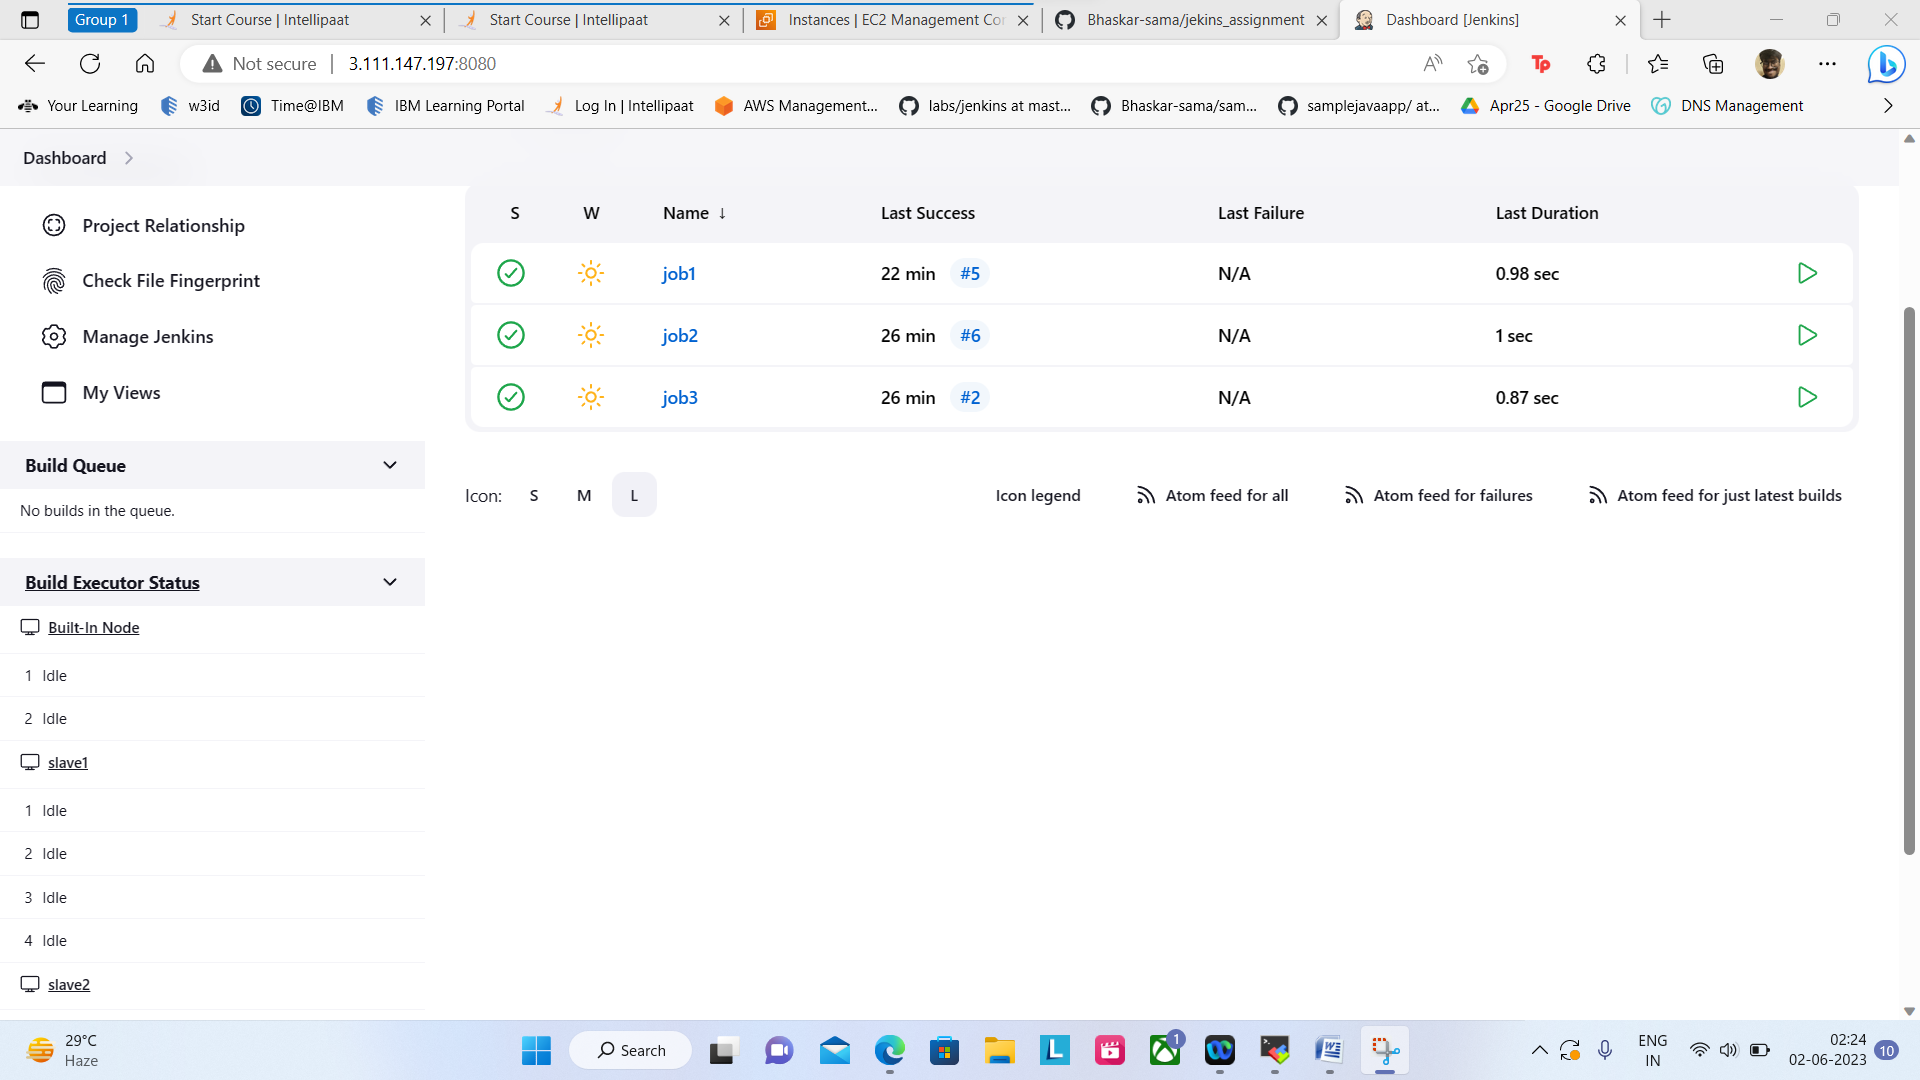 Group 1
Start Course | Intellipaat
Start Course | Intellipaat
Instances | EC2 Management Cor
Bhaskar-sama/jekins_assignment
Dashboard [Jenkins]
Not secure
3.111.147.197:8080
Your Learning
w3id
Time@IBM
IBM Learning Portal
Log In | Intellipaat
AWS Management...
labs/jenkins at mast...
Bhaskar-sama/sam...
samplejavaapp/ at...
Apr25 - Google Drive
DNS Management
Dashboard
Project Relationship
Check File Fingerprint
Manage Jenkins
My Views
Build Queue
No builds in the queue.
Build Executor Status
Built-In Node
1 Idle
2 Idle
slave1
1 Idle
2 Idle
3 Idle
4 Idle
slave2
S W Name ↓ Last Success Last Failure Last Duration
job1 22 min #5 N/A 0.98 sec
job2 26 min #6 N/A 1 sec
job3 26 min #2 N/A 0.87 sec
Icon: S M L
Icon legend
Atom feed for all
Atom feed for failures
Atom feed for just latest builds
29°C
Haze
Search
1
ENG
IN
02:24
02-06-2023
10